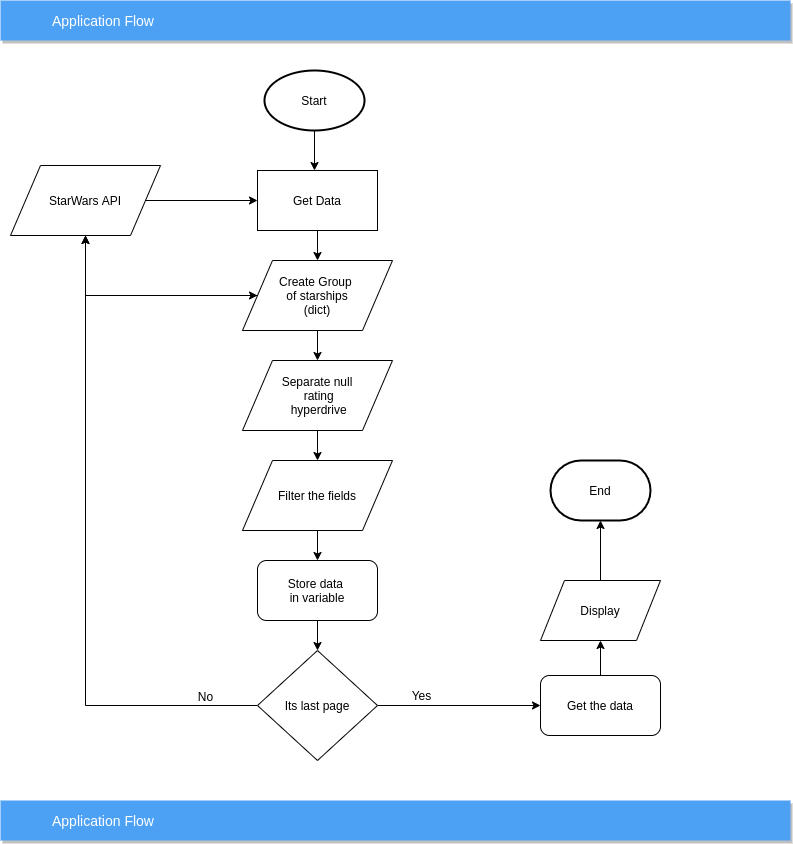 Application Flow
Start
StarWars API
Get Data
Create Group
of starships
(dict)
Separate null
rating
hyperdrive
Filter the fields
End
Store data
in variable
Display
No
Its last page
Yes
Get the data
Application Flow